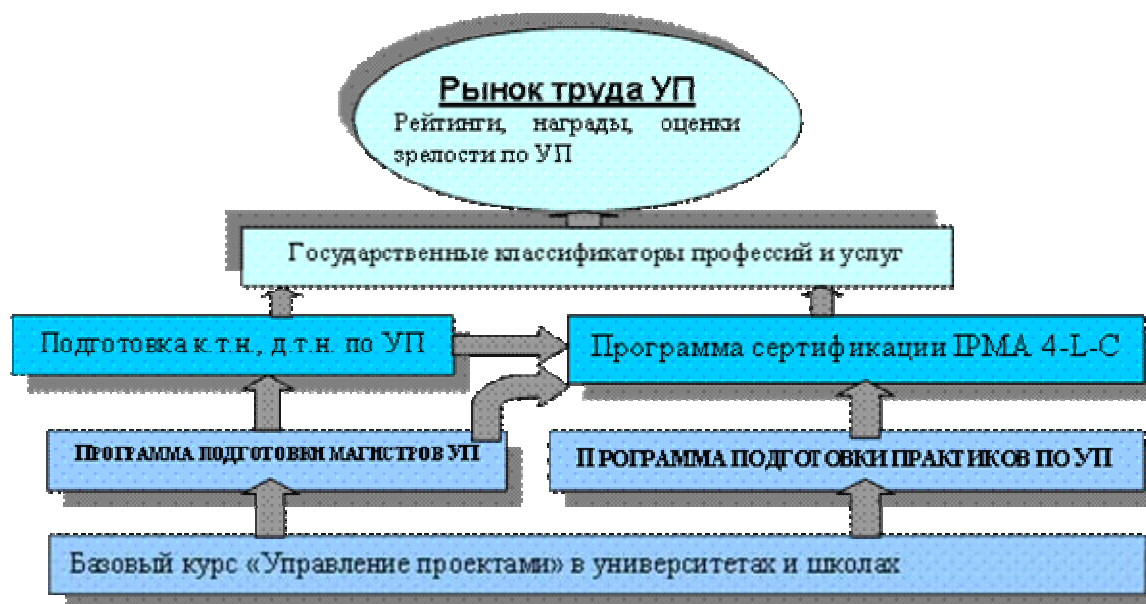 Рынок труда УП
Рейтинги, награды, оценки
зрелости по УП
Государственные классификаторы профессий и услуг
Подготовка к.т.н., д.т.н. по УП
Программа сертификации IPMA 4-L-C
ПРОГРАММА ПОДГОТОВКИ МАГИСТРОВ УП
ПРОГРАММА ПОДГОТОВКИ ПРАКТИКОВ ПО УП
Базовый курс «Управление проектами» в университетах и школах